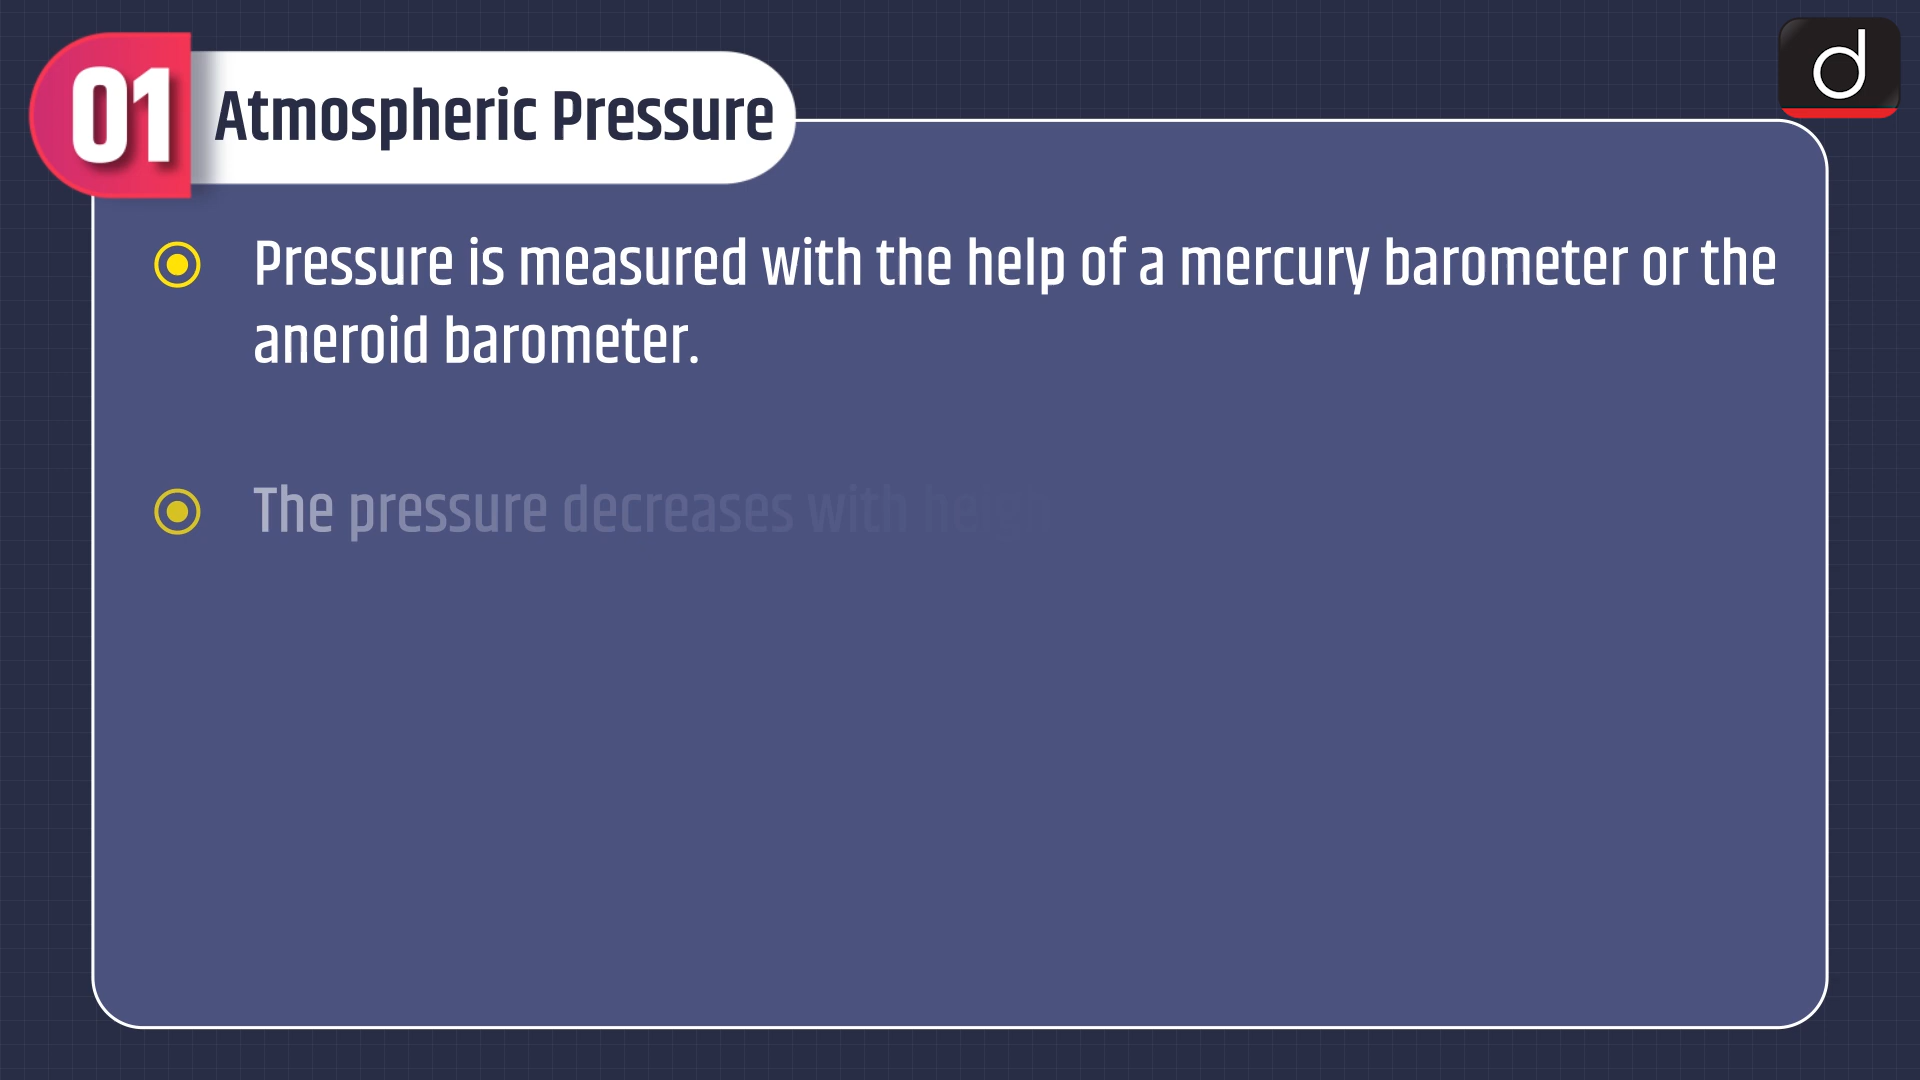 01
Atmospheric Pressure
d
Pressure is measured with the help of a mercury barometer or the
aneroid barometer.
The pressure decreases with